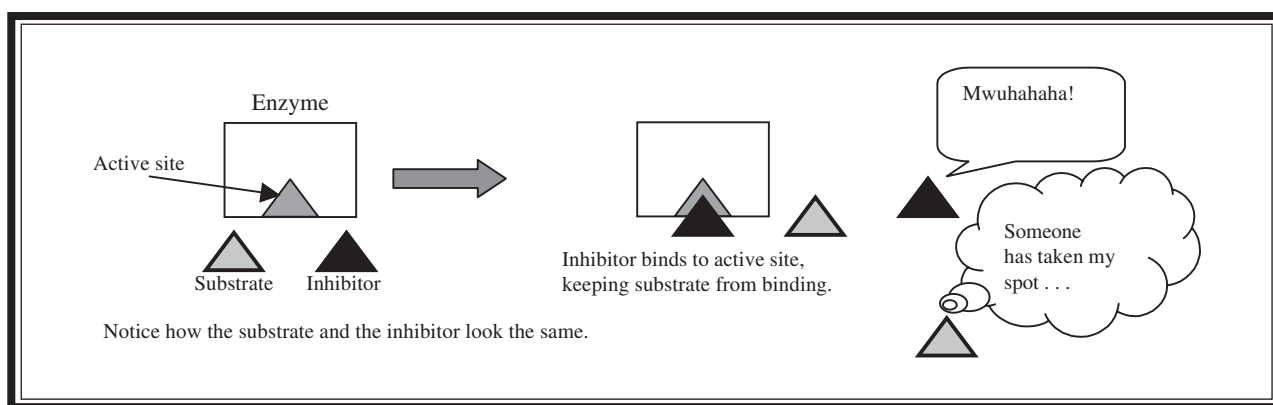 Enzyme
Active site
Substrate
Inhibitor
Notice how the substrate and the inhibitor look the same.
Inhibitor binds to active site,
keeping substrate from binding.
Mwuhahaha!
Someone
has taken my
spot . . .